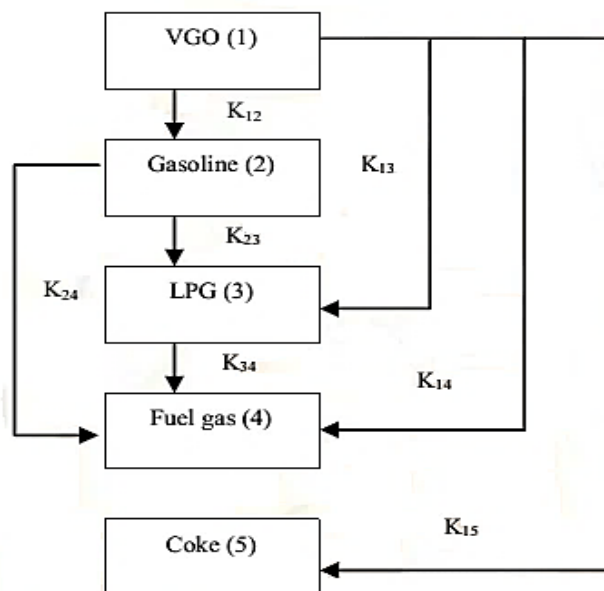 VGO (1)
K₁₂
Gasoline (2)
K₁₃
K₂₃
K₂₄
LPG (3)
K₃₄
K₁₄
Fuel gas (4)
K₁₅
Coke (5)